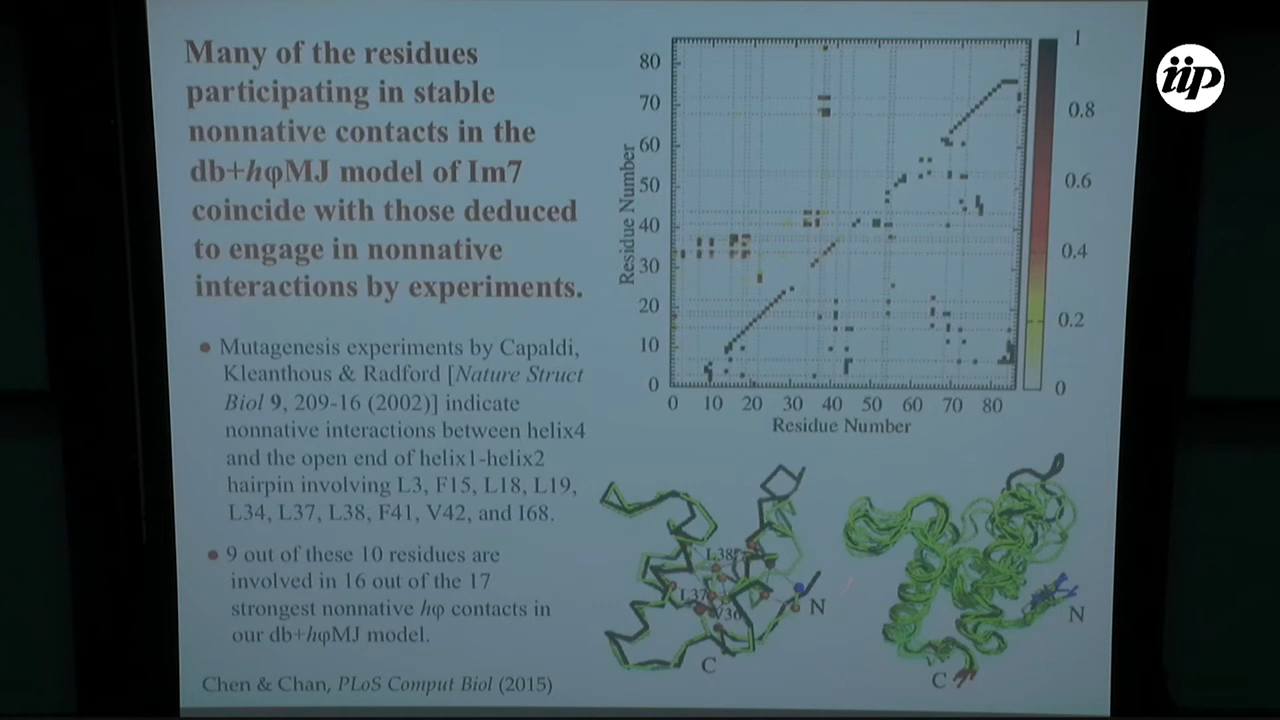 Many of the residues
participating in stable
nonnative contacts in the
db+hφMJ model of Im7
coincide with those deduced
to engage in nonnative
interactions by experiments.
• Mutagenesis experiments by Capaldi,
Kleanthous & Radford [Nature Struct
Biol 9, 209-16 (2002)] indicate
nonnative interactions between helix4
and the open end of helix1-helix2
hairpin involving L3, F15, L18, L19,
L34, L37, L38, F41, V42, and I68.
• 9 out of these 10 residues are
involved in 16 out of the 17
strongest nonnative hφ contacts in
our db+hφMJ model.
Chen & Chan, PLoS Comput Biol (2015)
Residue Number
80
70
60
50
40
30
20
10
0
0 10 20 30 40 50 60 70 80
Residue Number
1
0.8
0.6
0.4
0.2
0
L38
L37
V36
N
C
N
C
iip